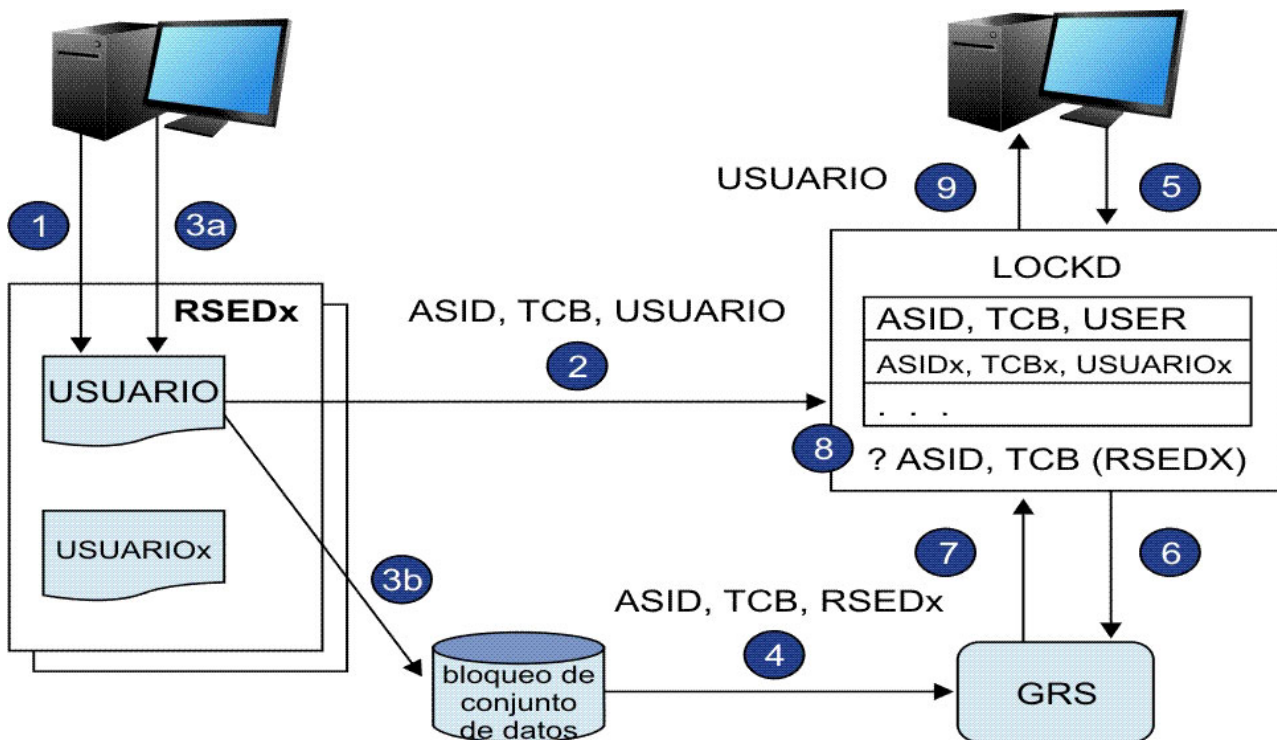 USUARIO
9
5
1
3a
LOCKD
RSEDx
ASID, TCB, USUARIO
ASID, TCB, USER
2
ASIDx, TCBx, USUARIOx
USUARIO
. . .
8
? ASID, TCB (RSEDX)
USUARIOx
7
6
3b
ASID, TCB, RSEDx
4
bloqueo de
conjunto
de datos
GRS